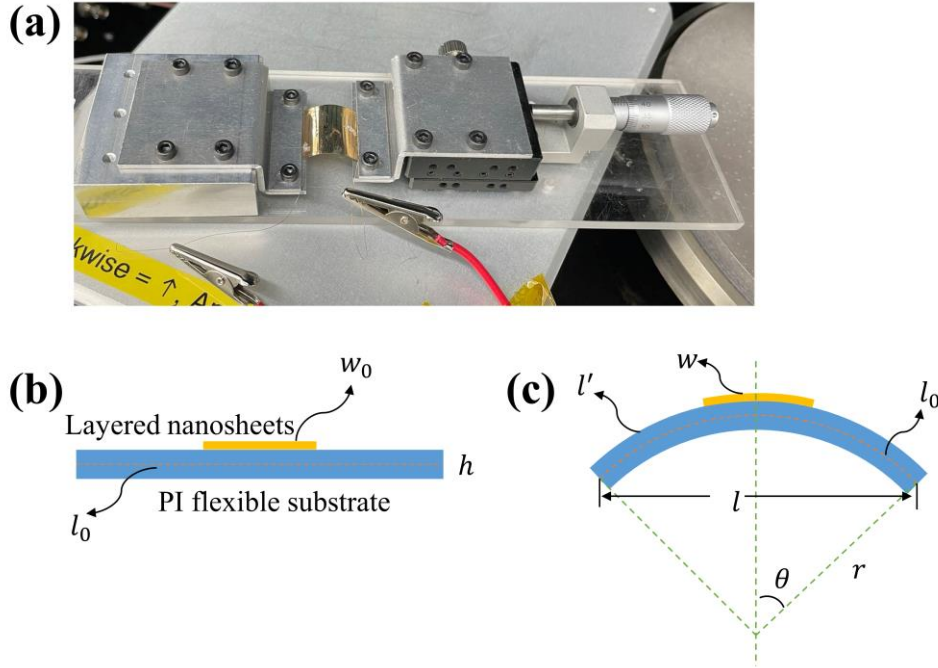 (a)
kwise = ↑, A
(b)
w₀
Layered nanosheets
h
l₀
PI flexible substrate
(c)
w
l′
l₀
l
θ
r